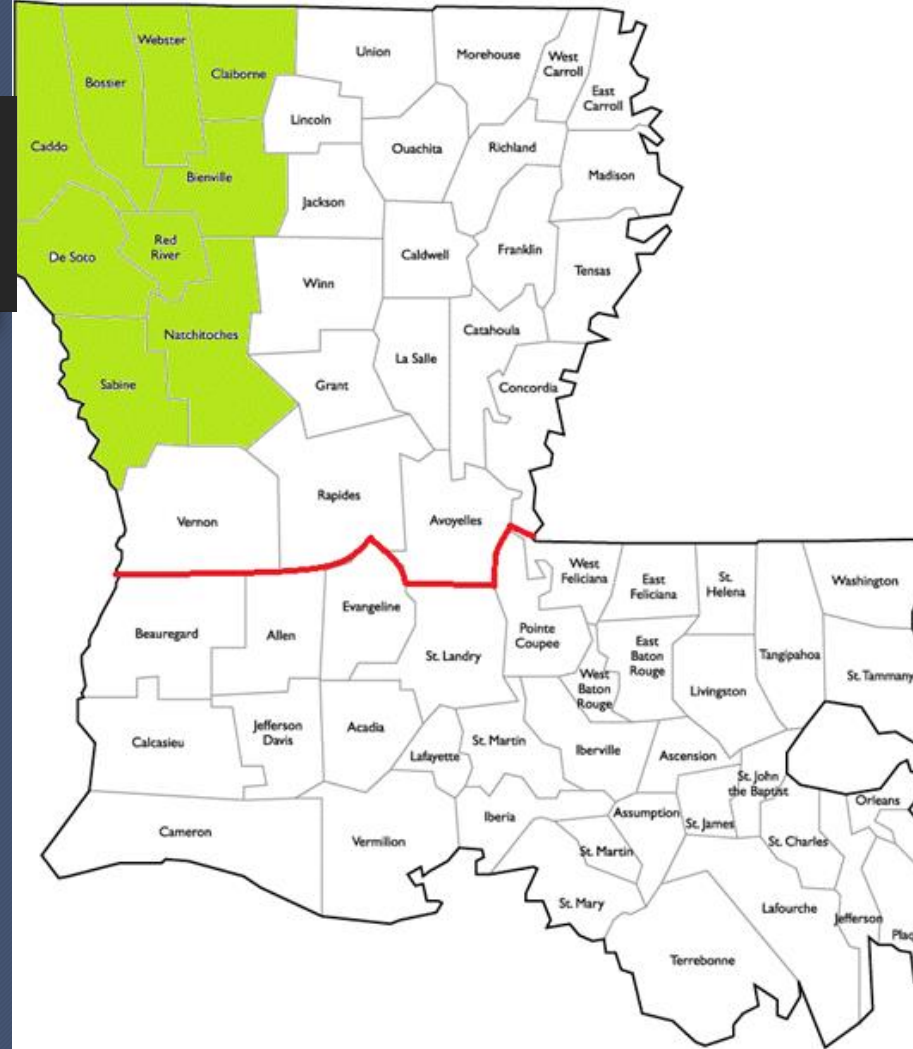 Webster
Union
Morehouse
West
Carroll
Claiborne
Bossier
East
Carroll
Lincoln
Caddo
Ouachita
Richland
Bienville
Madison
Jackson
Red
River
De Soto
Caldwell
Franklin
Tensas
Winn
Natchitoches
Catahoula
La Salle
Sabine
Grant
Concordia
Rapides
Vernon
Avoyelles
West
Feliciana
East
Feliciana
St.
Helena
Washington
Evangeline
Beauregard
Allen
Pointe
Coupee
East
Baton
Rouge
St. Landry
Tangipahoa
St. Tammany
West
Baton
Rouge
Livingston
Calcasieu
Jefferson
Davis
Acadia
St. Martin
Lafayette
Iberville
Ascension
St. John
the Baptist
Orleans
Cameron
Vermilion
Iberia
Assumption
St. James
St. Charles
St. Martin
St. Mary
Lafourche
Jefferson
Plaq
Terrebonne